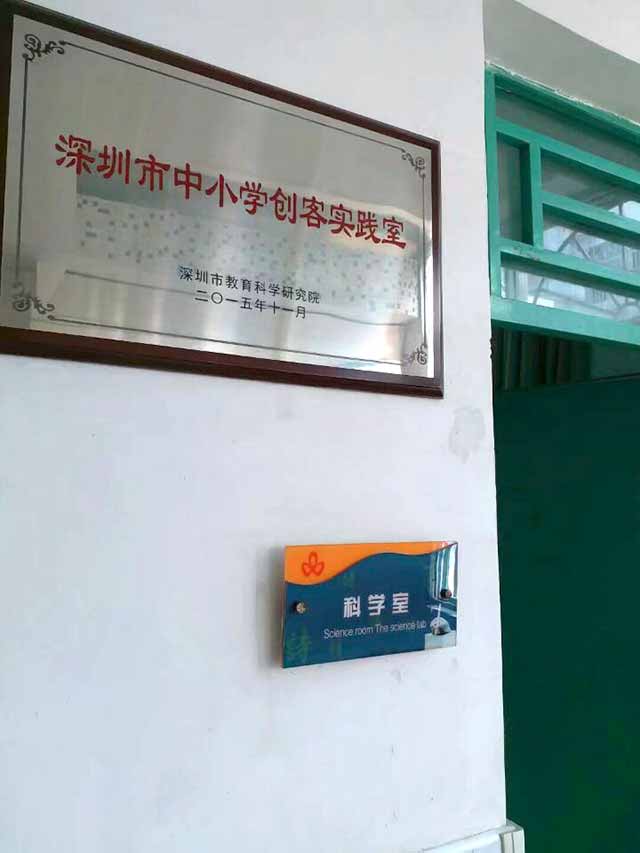 深圳市中小学创客实践室
深圳市教育科学研究院
二〇一五年十一月
科学室
Science room The science lab